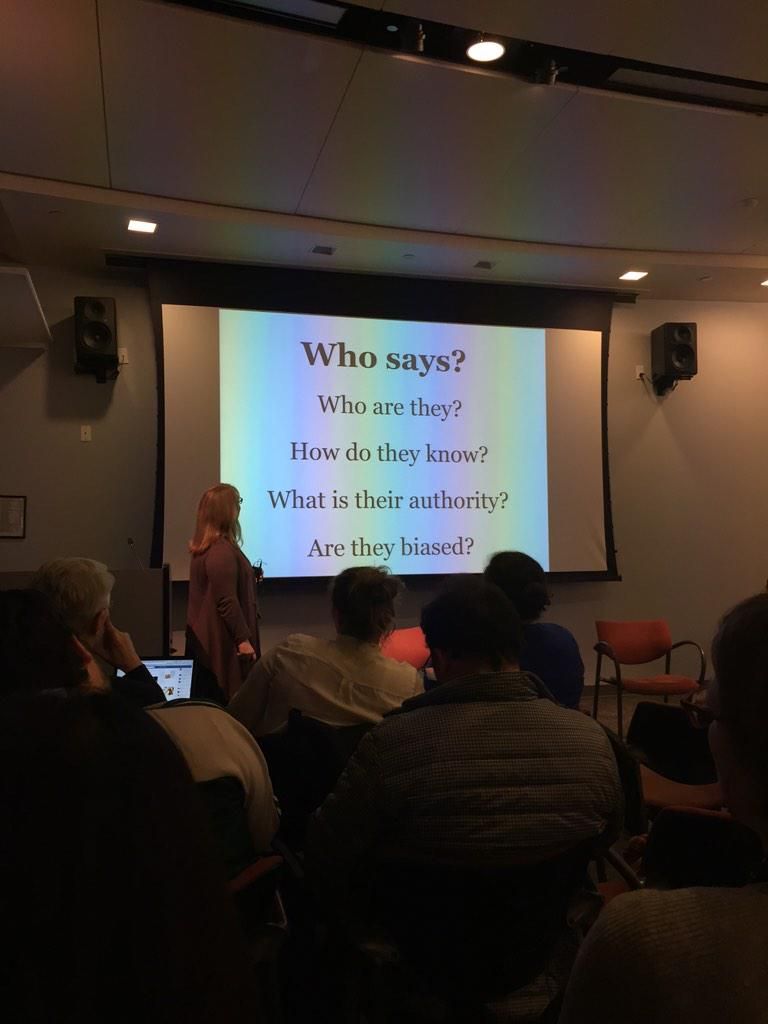 Who says?
Who are they?
How do they know?
What is their authority?
Are they biased?